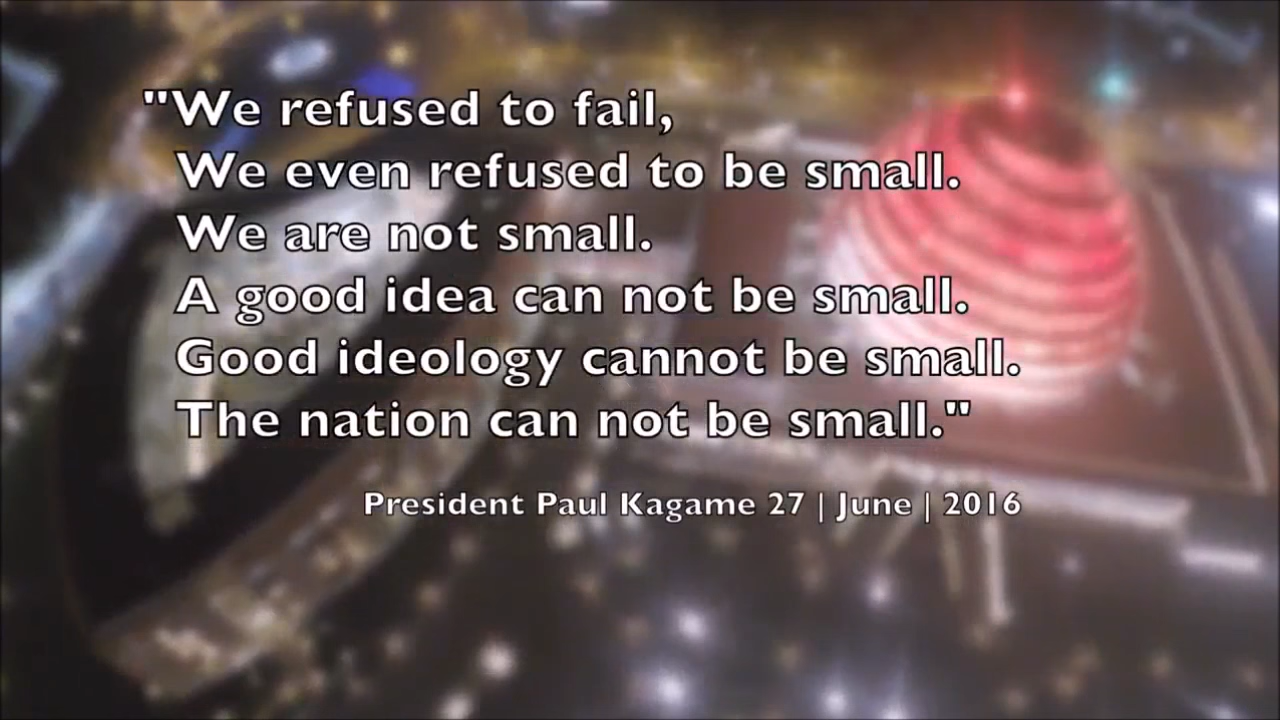 "We refused to fail,
We even refused to be small.
We are not small.
A good idea can not be small.
Good ideology cannot be small.
The nation can not be small."
President Paul Kagame 27 | June | 2016